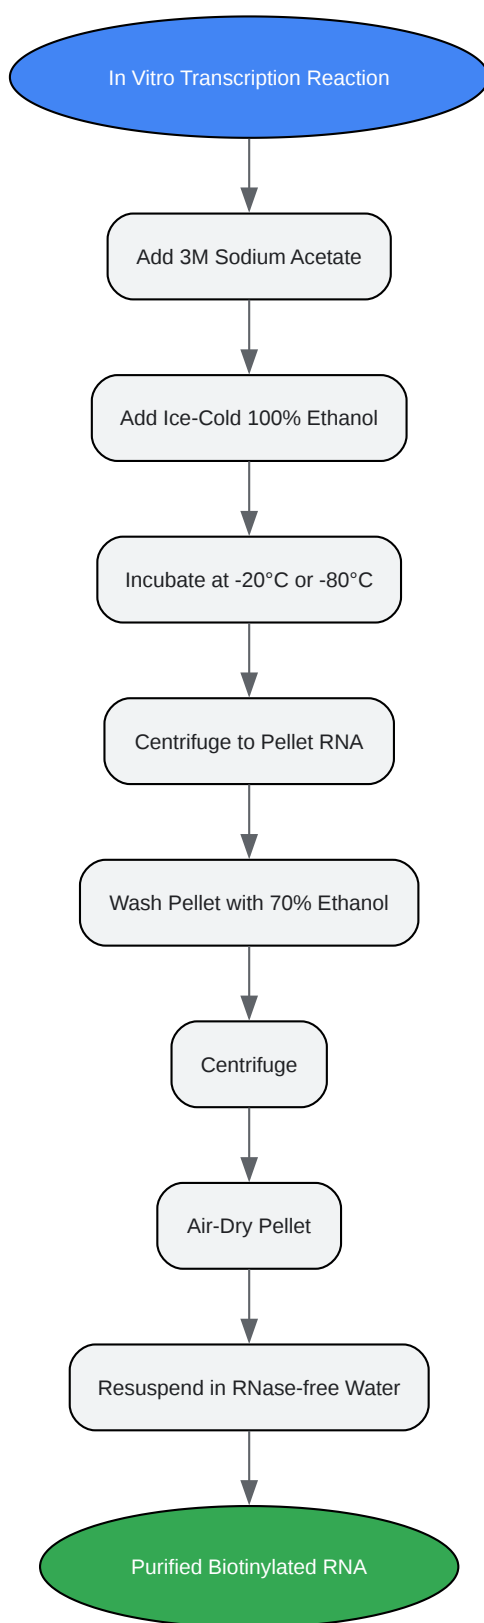 In Vitro Transcription Reaction
Add 3M Sodium Acetate
Add Ice-Cold 100% Ethanol
Incubate at -20°C or -80°C
Centrifuge to Pellet RNA
Wash Pellet with 70% Ethanol
Centrifuge
Air-Dry Pellet
Resuspend in RNase-free Water
Purified Biotinylated RNA